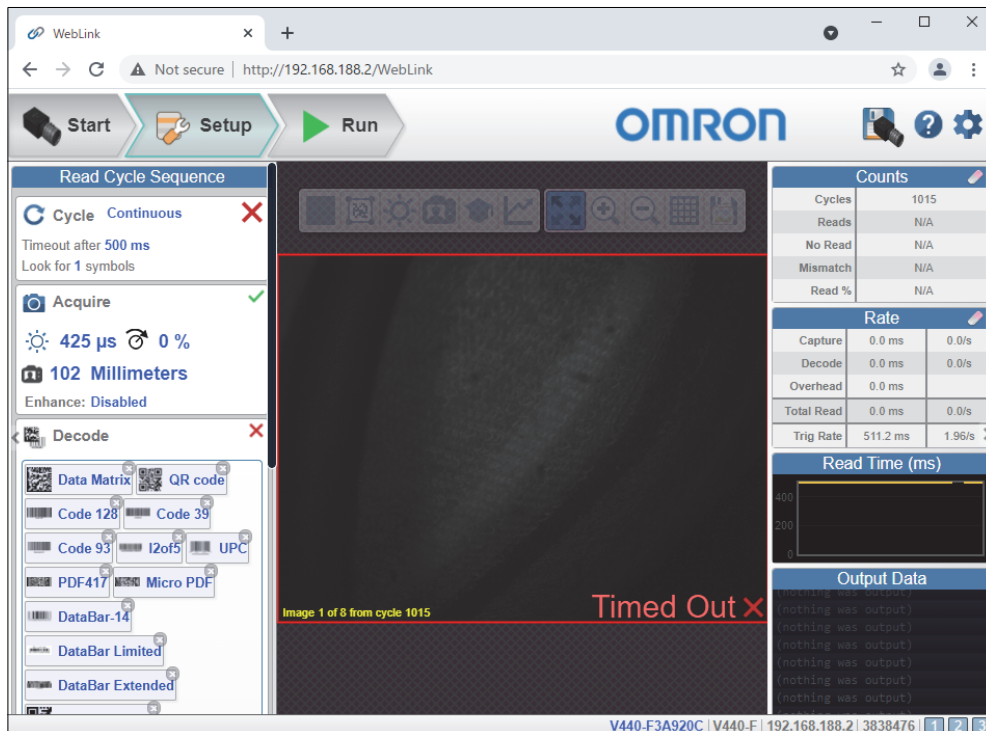 WebLink
Not secure | http://192.168.188.2/WebLink
Start
Setup
Run
OMRON
Read Cycle Sequence
Cycle Continuous
Timeout after 500 ms
Look for 1 symbols
Acquire
425 µs 0 %
102 Millimeters
Enhance: Disabled
Decode
Data Matrix QR code
Code 128 Code 39
Code 93 I2of5 UPC
PDF417 Micro PDF
DataBar-14
DataBar Limited
DataBar Extended
Image 1 of 8 from cycle 1015
Timed Out
Counts
Cycles 1015
Reads N/A
No Read N/A
Mismatch N/A
Read % N/A
Rate
Capture 0.0 ms 0.0/s
Decode 0.0 ms 0.0/s
Overhead 0.0 ms
Total Read 0.0 ms 0.0/s
Trig Rate 511.2 ms 1.96/s
Read Time (ms)
400
200
0
Output Data
(nothing was output)
(nothing was output)
(nothing was output)
(nothing was output)
(nothing was output)
(nothing was output)
(nothing was output)
(nothing was output)
V440-F3A920C | V440-F | 192.168.188.2 | 3838476 | 1 2 3